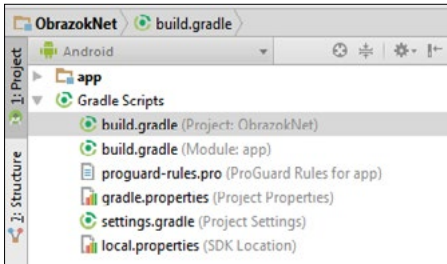 ObrazokNet build.gradle
1: Project
Android
app
Gradle Scripts
build.gradle (Project: ObrazokNet)
build.gradle (Module: app)
proguard-rules.pro (ProGuard Rules for app)
gradle.properties (Project Properties)
settings.gradle (Project Settings)
local.properties (SDK Location)
7: Structure